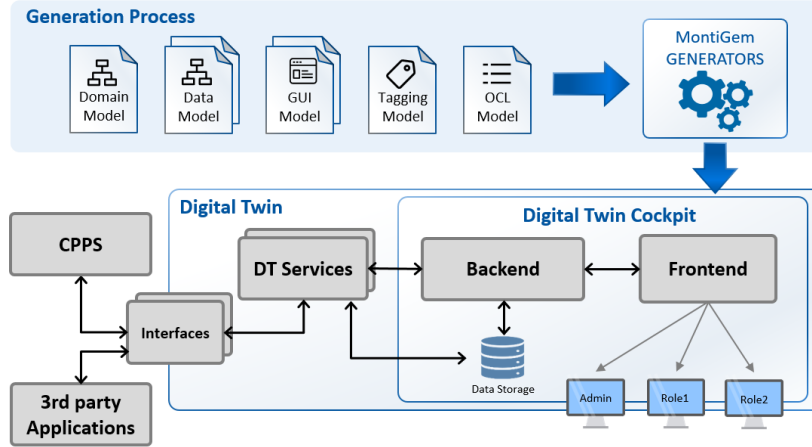 Generation Process
Domain
Model
Data
Model
GUI
Model
Tagging
Model
OCL
Model
MontiGem
GENERATORS
Digital Twin
Digital Twin Cockpit
CPPS
DT Services
Backend
Frontend
Interfaces
3rd party
Applications
Data Storage
Admin
Role1
Role2